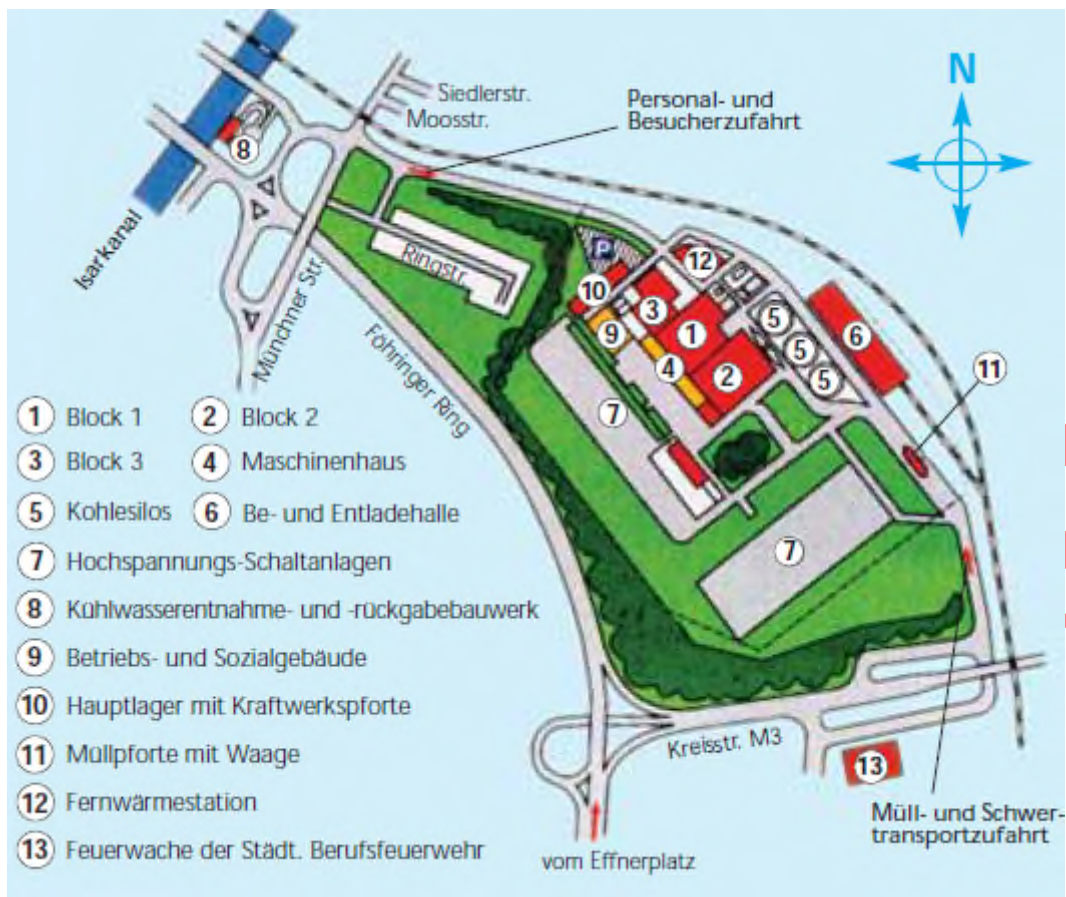 N
Siedlerstr.
Moosstr.
Personal- und
Besucherzufahrt
8
Isarkanal
Münchner Str.
Ringstr.
Föhringer Ring
P
12
10
3
5
9
1
5
6
4
2
5
11
7
7
1 Block 1 2 Block 2
3 Block 3 4 Maschinenhaus
5 Kohlesilos 6 Be- und Entladehalle
7 Hochspannungs-Schaltanlagen
8 Kühlwasserentnahme- und -rückgabebauwerk
9 Betriebs- und Sozialgebäude
10 Hauptlager mit Kraftwerkspforte
11 Müllpforte mit Waage
12 Fernwärmestation
13 Feuerwache der Städt. Berufsfeuerwehr
Kreisstr. M3
13
Müll- und Schwer-
transportzufahrt
vom Effnerplatz